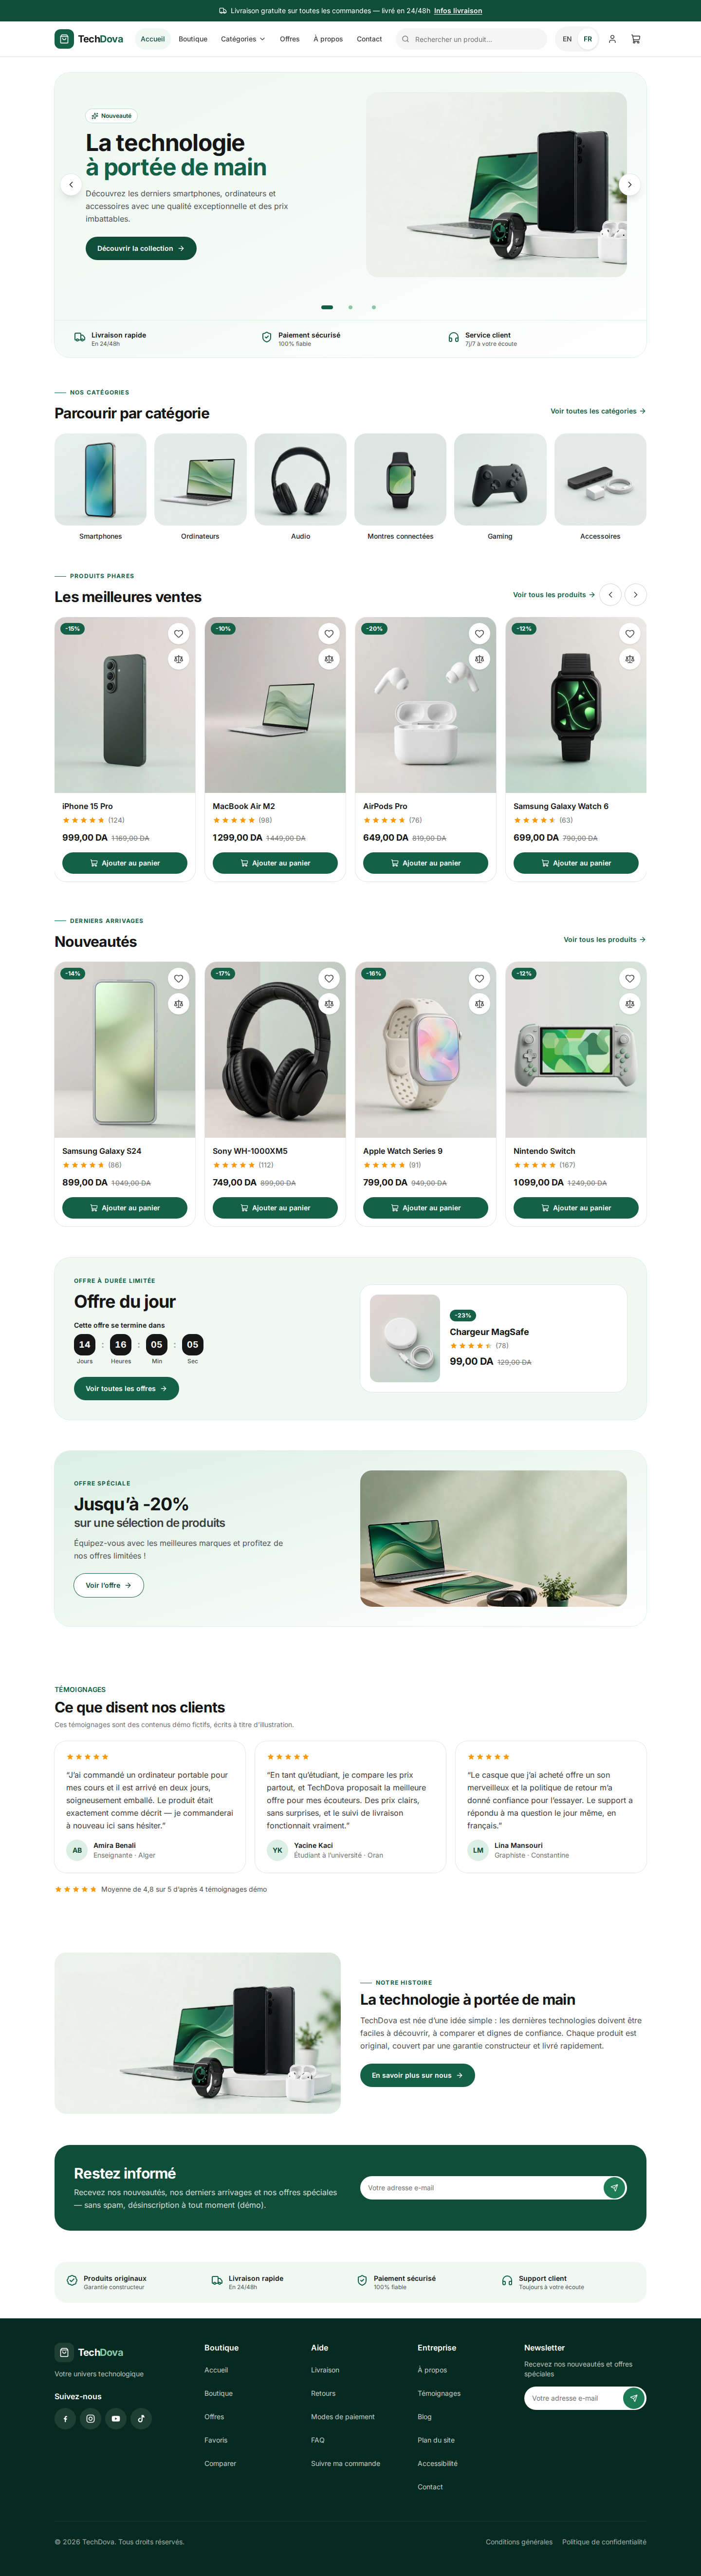 Livraison gratuite sur toutes les commandes — livré en 24/48h Infos livraison
TechDova
Accueil
Boutique
Catégories
Offres
À propos
Contact
Rechercher un produit...
EN
FR
Nouveauté
La technologie
à portée de main
Découvrez les derniers smartphones, ordinateurs et
accessoires avec une qualité exceptionnelle et des prix
imbattables.
Découvrir la collection
Livraison rapide
En 24/48h
Paiement sécurisé
100% fiable
Service client
7j/7 à votre écoute
NOS CATÉGORIES
Parcourir par catégorie
Voir toutes les catégories
Smartphones
Ordinateurs
Audio
Montres connectées
Gaming
Accessoires
PRODUITS PHARES
Les meilleures ventes
Voir tous les produits
-15%
-10%
-20%
-12%
iPhone 15 Pro
(124)
999,00 DA 1 169,00 DA
Ajouter au panier
MacBook Air M2
(98)
1 299,00 DA 1 449,00 DA
Ajouter au panier
AirPods Pro
(76)
649,00 DA 819,00 DA
Ajouter au panier
Samsung Galaxy Watch 6
(63)
699,00 DA 790,00 DA
Ajouter au panier
DERNIERS ARRIVAGES
Nouveautés
Voir tous les produits
-14%
-17%
-16%
-12%
Samsung Galaxy S24
(86)
899,00 DA 1 049,00 DA
Ajouter au panier
Sony WH-1000XM5
(112)
749,00 DA 899,00 DA
Ajouter au panier
Apple Watch Series 9
(91)
799,00 DA 949,00 DA
Ajouter au panier
Nintendo Switch
(167)
1 099,00 DA 1 249,00 DA
Ajouter au panier
OFFRE À DURÉE LIMITÉE
Offre du jour
Cette offre se termine dans
14 : 16 : 05 : 05
Jours Heures Min Sec
Voir toutes les offres
-23%
Chargeur MagSafe
(78)
99,00 DA 129,00 DA
OFFRE SPÉCIALE
Jusqu’à -20%
sur une sélection de produits
Équipez-vous avec les meilleures marques et profitez de
nos offres limitées !
Voir l’offre
TÉMOIGNAGES
Ce que disent nos clients
Ces témoignages sont des contenus démo fictifs, écrits à titre d’illustration.
“J’ai commandé un ordinateur portable pour
mes cours et il est arrivé en deux jours,
soigneusement emballé. Le produit était
exactement comme décrit — je commanderai
à nouveau ici sans hésiter.”
AB
Amira Benali
Enseignante · Alger
“En tant qu’étudiant, je compare les prix
partout, et TechDova proposait la meilleure
offre pour mes écouteurs. Des prix clairs,
sans surprises, et le suivi de livraison
fonctionnait vraiment.”
YK
Yacine Kaci
Étudiant à l’université · Oran
“Le casque que j’ai acheté offre un son
merveilleux et la politique de retour m’a
donné confiance pour l’essayer. Le support a
répondu à ma question le jour même, en
français.”
LM
Lina Mansouri
Graphiste · Constantine
Moyenne de 4,8 sur 5 d’après 4 témoignages démo
NOTRE HISTOIRE
La technologie à portée de main
TechDova est née d’une idée simple : les dernières technologies doivent être
faciles à découvrir, à comparer et dignes de confiance. Chaque produit est
original, couvert par une garantie constructeur et livré rapidement.
En savoir plus sur nous
Restez informé
Recevez nos nouveautés, nos derniers arrivages et nos offres spéciales
— sans spam, désinscription à tout moment (démo).
Votre adresse e-mail
Produits originaux
Garantie constructeur
Livraison rapide
En 24/48h
Paiement sécurisé
100% fiable
Support client
Toujours à votre écoute
TechDova
Votre univers technologique
Suivez-nous
Boutique
Accueil
Boutique
Offres
Favoris
Comparer
Aide
Livraison
Retours
Modes de paiement
FAQ
Suivre ma commande
Entreprise
À propos
Témoignages
Blog
Plan du site
Accessibilité
Contact
Newsletter
Recevez nos nouveautés et offres
spéciales
Votre adresse e-mail
© 2026 TechDova. Tous droits réservés.
Conditions générales
Politique de confidentialité